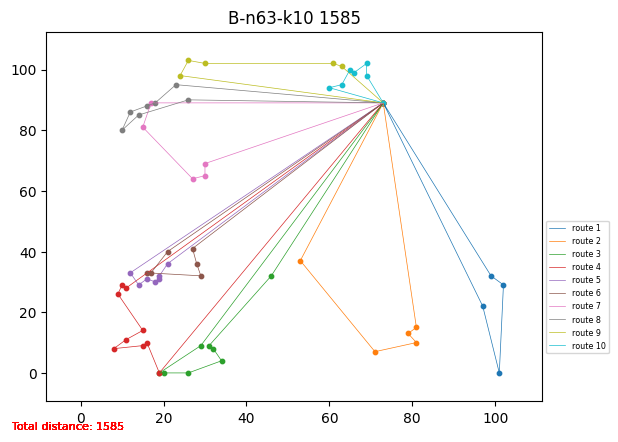 B-n63-k10 1585
100
80
60
40
20
0
0
20
40
60
80
100
route 1
route 2
route 3
route 4
route 5
route 6
route 7
route 8
route 9
route 10
Total distance: 1585